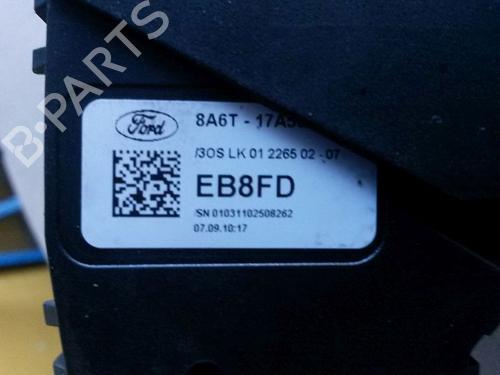 Ford
8A6T - 17A5
/3OS LK 01 2265 02 - 07
EB8FD
/SN 01031102508262
07.09.10:17
B-PARTS